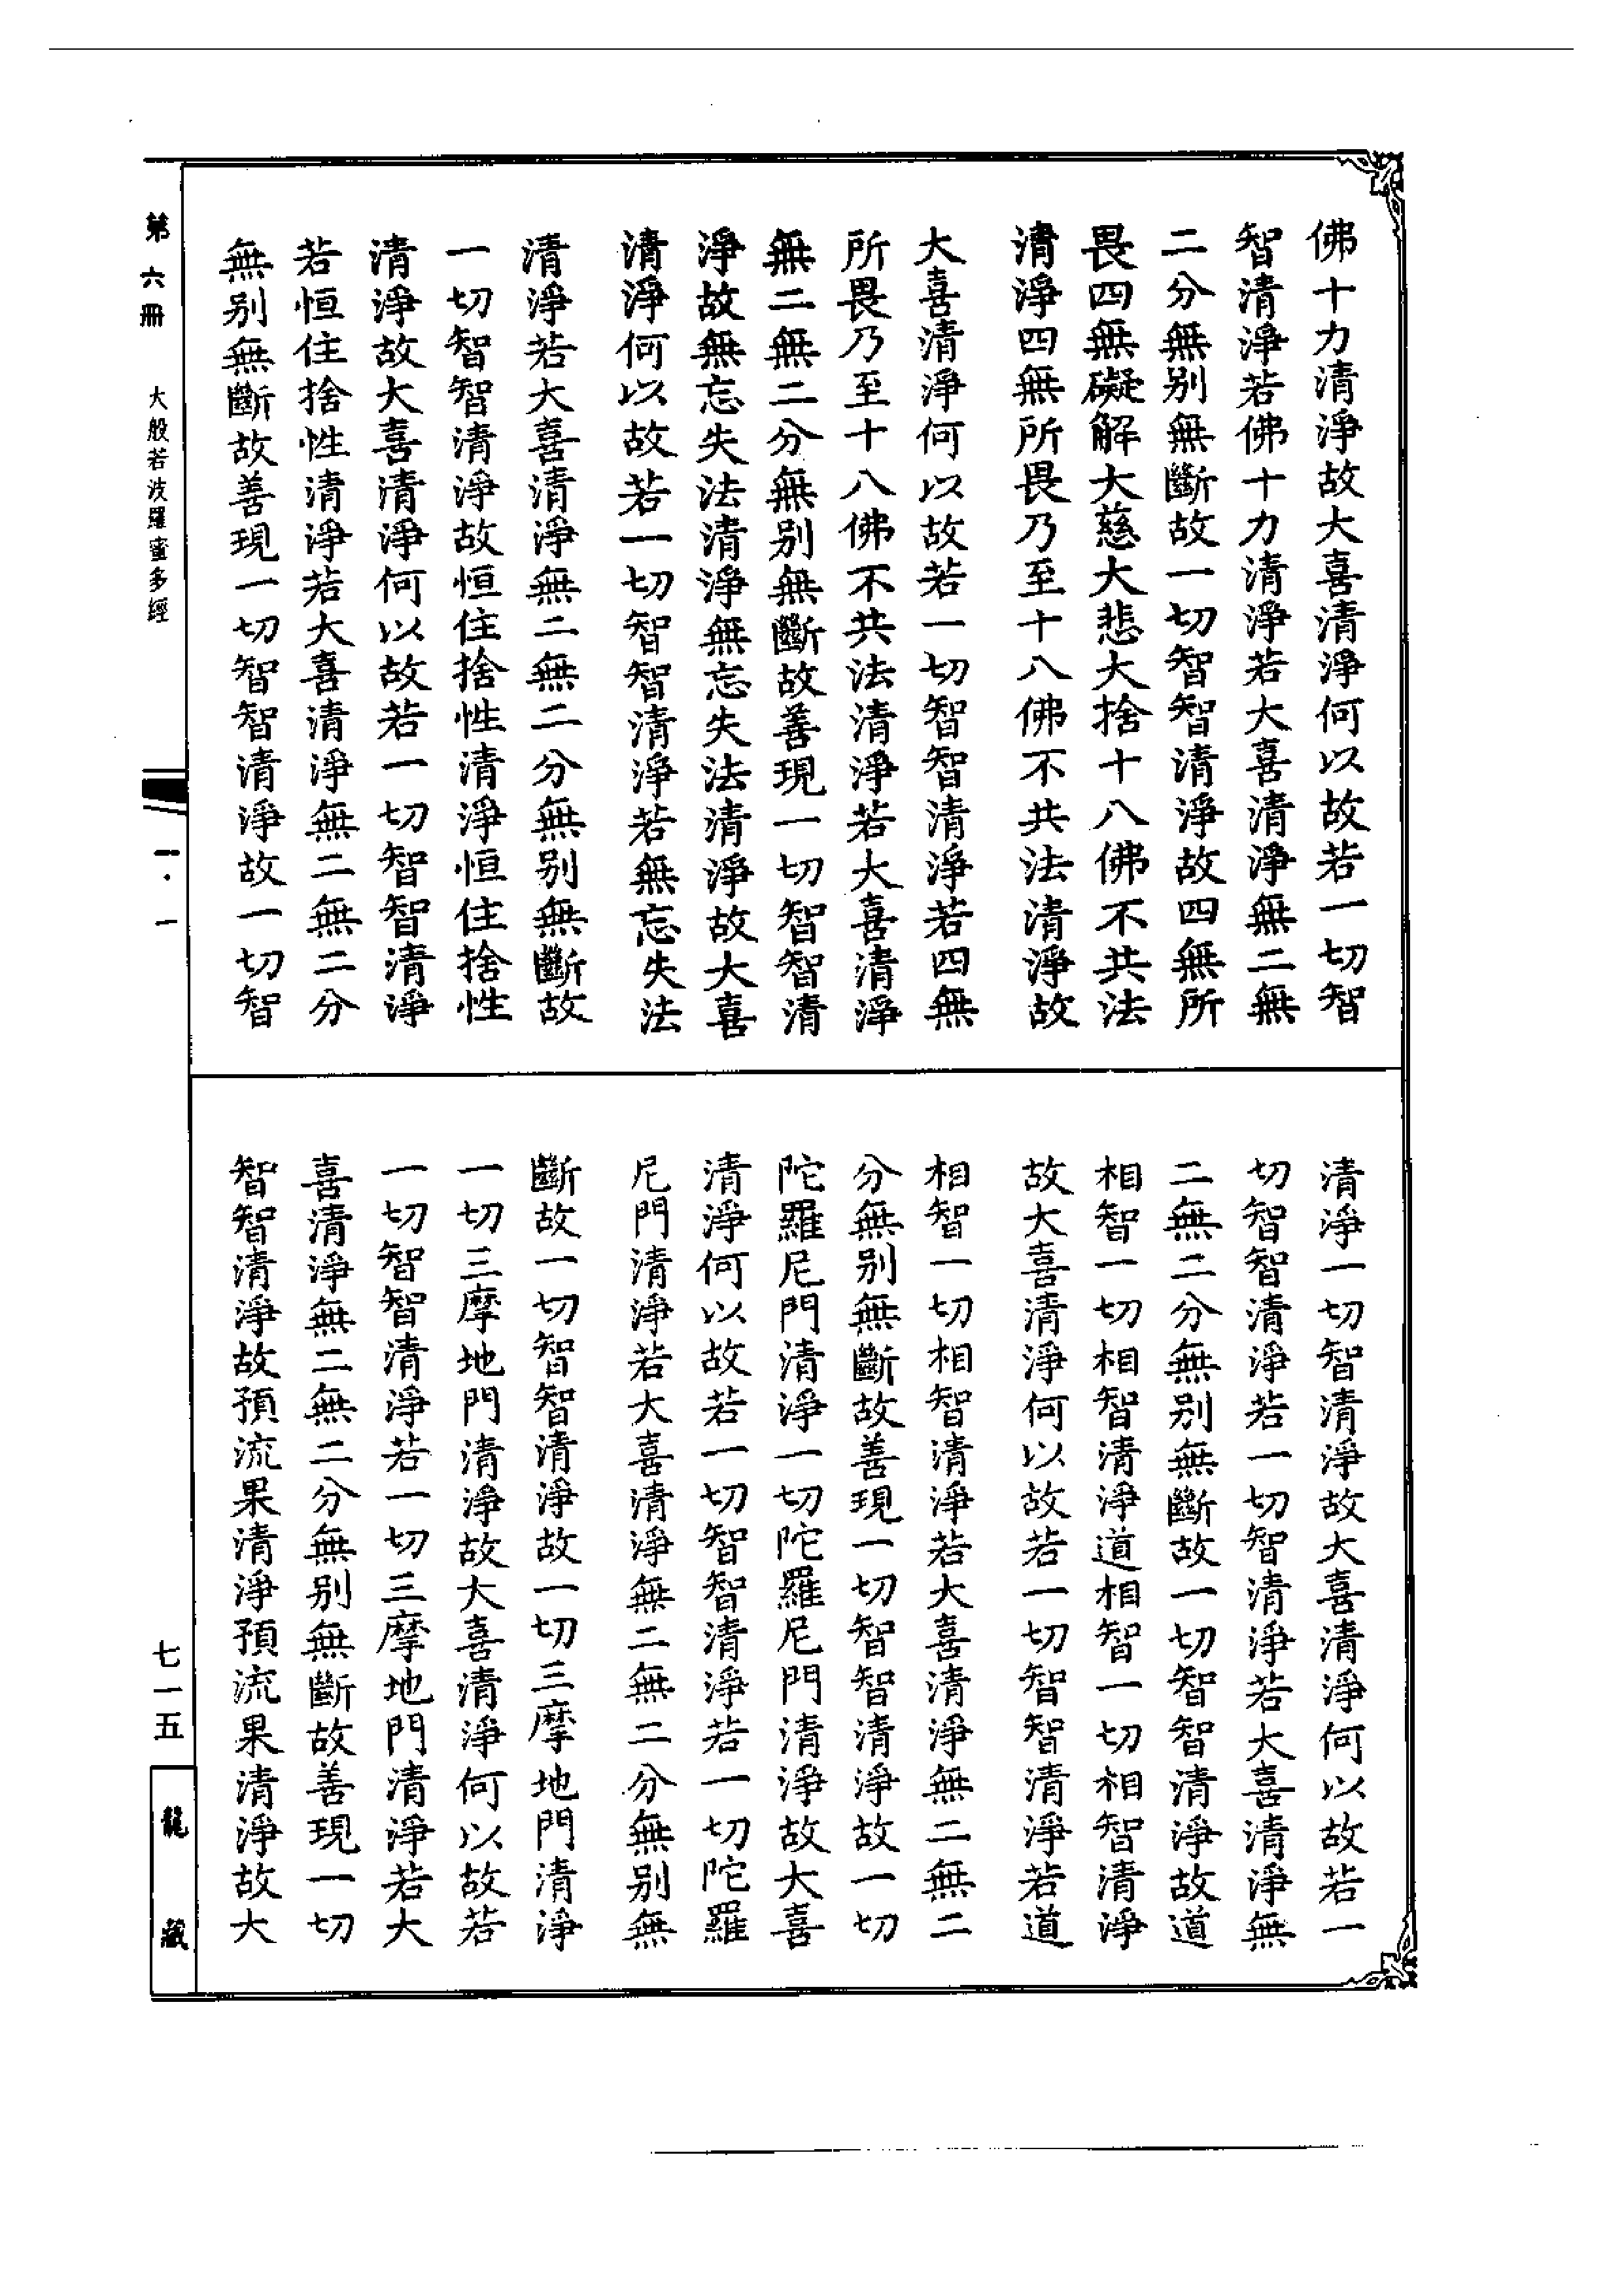 佛十力清淨故大喜清淨何以故若一切智
智清淨若佛十力清淨若大喜清淨無二無
二分無别無斷故一切智智清淨故四無所
畏四無礙解大慈大悲大捨十八佛不共法
清淨四無所畏乃至十八佛不共法清淨故
大喜清淨何以故若一切智智清淨若四無
所畏乃至十八佛不共法清淨若大喜清淨
無二無二分無别無斷故善現一切智智清
淨故無忘失法清淨無忘失法清淨故大喜
清淨何以故若一切智智清淨若無忘失法
清淨若大喜清淨無二無二分無别無斷故
一切智智清淨故恒住捨性清淨恒住捨性
清淨故大喜清淨何以故若一切智智清淨
若恒住捨性清淨若大喜清淨無二無二分
無别無斷故善現一切智智清淨故一切智
清淨一切智清淨故大喜清淨何以故若一
切智智清淨若一切智清淨若大喜清淨無
二無二分無别無斷故一切智智清淨故道
相智一切相智清淨道相智一切相智清淨
故大喜清淨何以故若一切智智清淨若道
相智一切相智清淨若大喜清淨無二無二
分無别無斷故善現一切智智清淨故一切
陀羅尼門清淨一切陀羅尼門清淨故大喜
清淨何以故若一切智智清淨若一切陀羅
尼門清淨若大喜清淨無二無二分無别無
斷故一切智智清淨故一切三摩地門清淨
一切三摩地門清淨故大喜清淨何以故若
一切智智清淨若一切三摩地門清淨若大
喜清淨無二無二分無别無斷故善現一切
智智清淨故預流果清淨預流果清淨故大
第六冊
大般若波羅蜜多經
一·一
七一五
龍藏